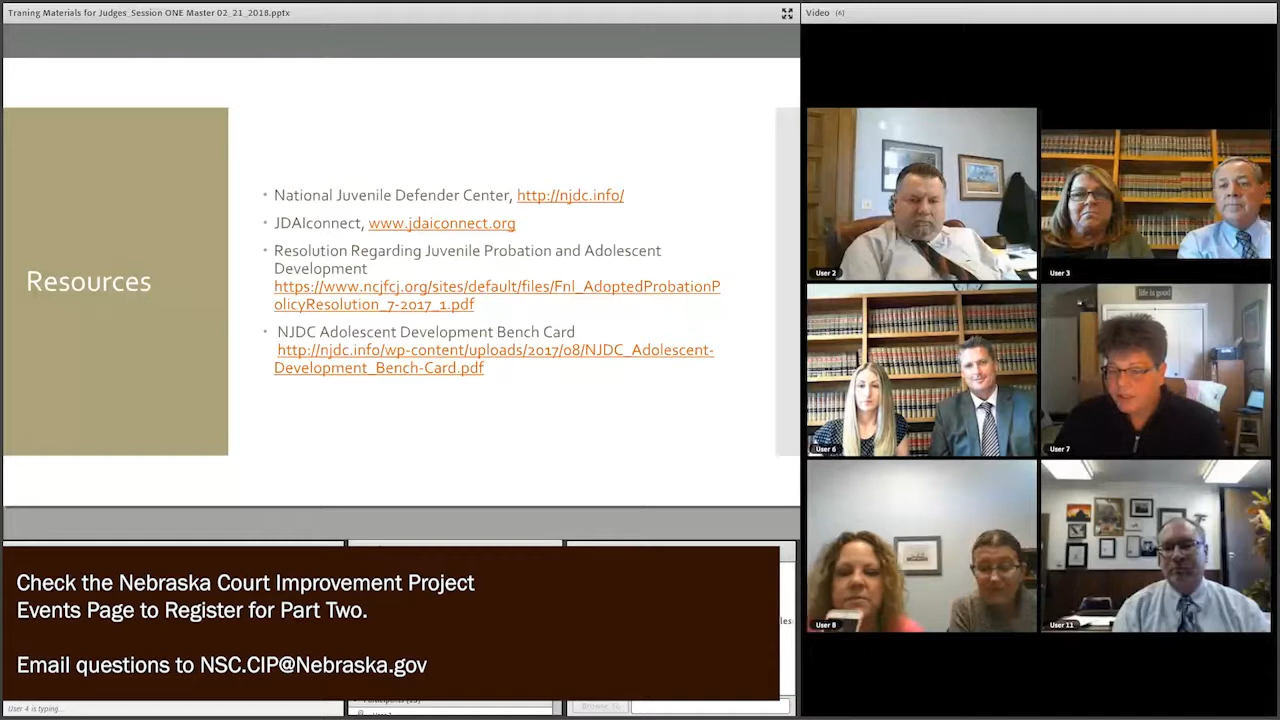 Traning Materials for Judges_Session ONE Master 02_21_2018.pptx
Video (6)
Resources
• National Juvenile Defender Center, http://njdc.info/
• JDAIconnect, www.jdaiconnect.org
• Resolution Regarding Juvenile Probation and Adolescent
Development
https://www.ncjfcj.org/sites/default/files/Fnl_AdoptedProbationP
olicyResolution_7-2017_1.pdf
• NJDC Adolescent Development Bench Card
http://njdc.info/wp-content/uploads/2017/08/NJDC_Adolescent-
Development_Bench-Card.pdf
Check the Nebraska Court Improvement Project
Events Page to Register for Part Two.
Email questions to NSC.CIP@Nebraska.gov
User 4 is typing...
User 2
User 3
life is good
User 6
User 7
User 8
User 11